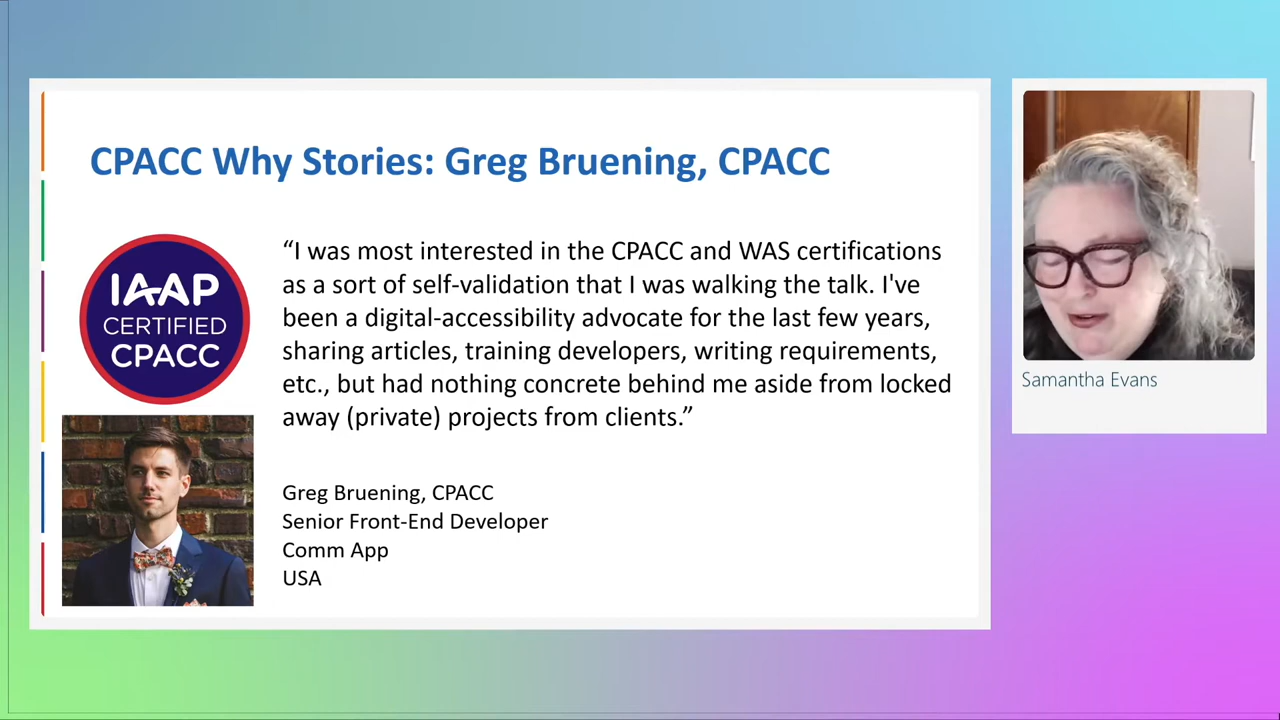 CPACC Why Stories: Greg Bruening, CPACC
IAAP
CERTIFIED
CPACC
“I was most interested in the CPACC and WAS certifications
as a sort of self-validation that I was walking the talk. I've
been a digital-accessibility advocate for the last few years,
sharing articles, training developers, writing requirements,
etc., but had nothing concrete behind me aside from locked
away (private) projects from clients.”
Greg Bruening, CPACC
Senior Front-End Developer
Comm App
USA
Samantha Evans